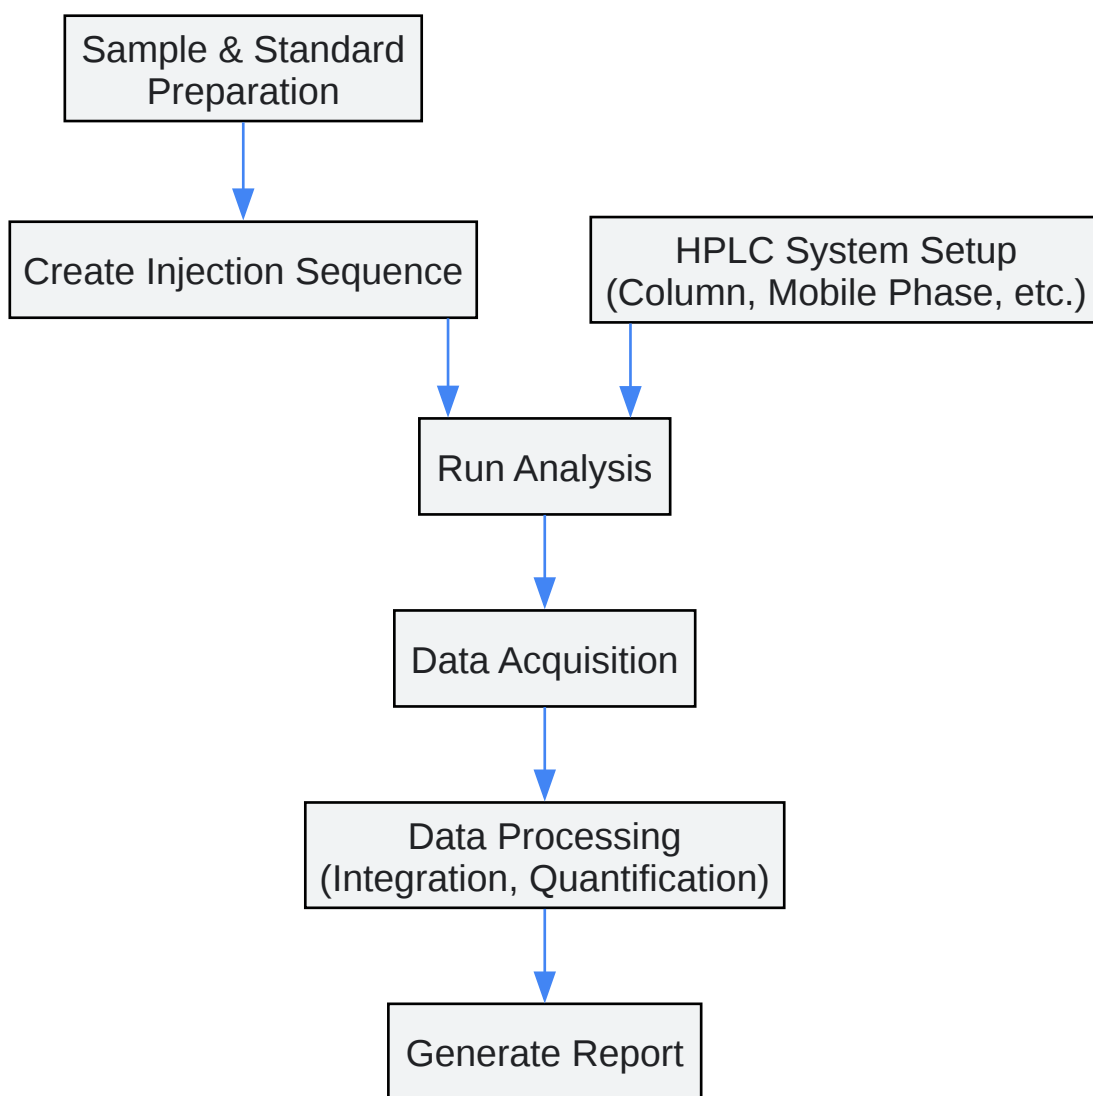 Sample & Standard
Preparation
Create Injection Sequence
HPLC System Setup
(Column, Mobile Phase, etc.)
Run Analysis
Data Acquisition
Data Processing
(Integration, Quantification)
Generate Report